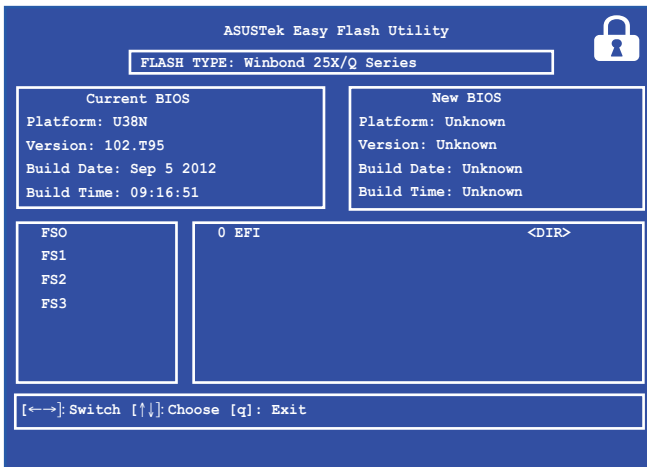 ASUSTek Easy Flash Utility
FLASH TYPE: Winbond 25X/Q Series
Current BIOS
Platform: U38N
Version: 102.T95
Build Date: Sep 5 2012
Build Time: 09:16:51
New BIOS
Platform: Unknown
Version: Unknown
Build Date: Unknown
Build Time: Unknown
FSO
FS1
FS2
FS3
0 EFI <DIR>
[←→]: Switch [↑↓]: Choose [q]: Exit